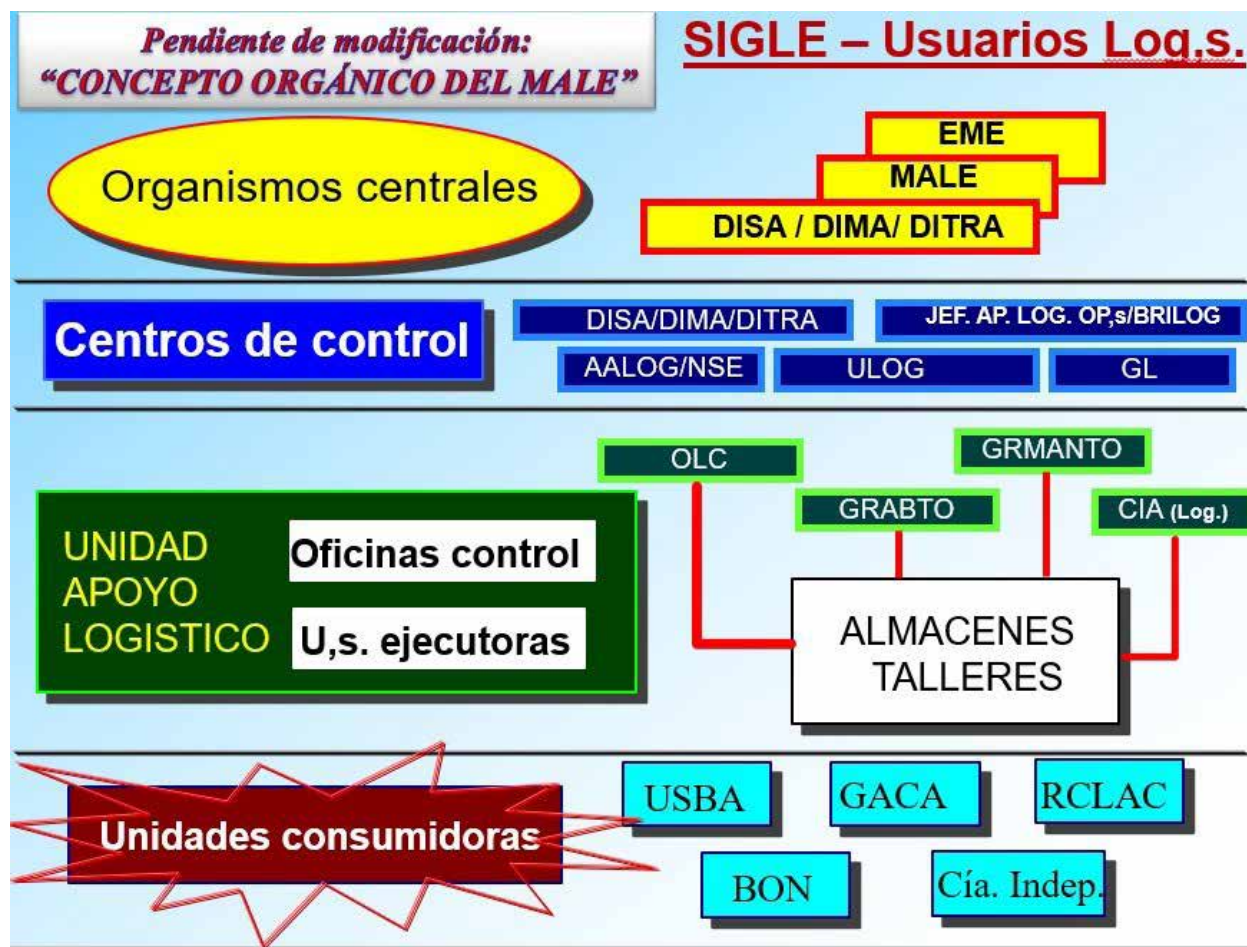 Pendiente de modificación:
“CONCEPTO ORGÁNICO DEL MALE”
SIGLE – Usuarios Log,s.
Organismos centrales
EME
MALE
DISA / DIMA/ DITRA
Centros de control
DISA/DIMA/DITRA
JEF. AP. LOG. OP,s/BRILOG
AALOG/NSE
ULOG
GL
UNIDAD
APOYO
LOGISTICO
Oficinas control
U,s. ejecutoras
OLC
GRMANTO
GRABTO
CIA (Log.)
ALMACENES
TALLERES
Unidades consumidoras
USBA
GACA
RCLAC
BON
Cía. Indep.